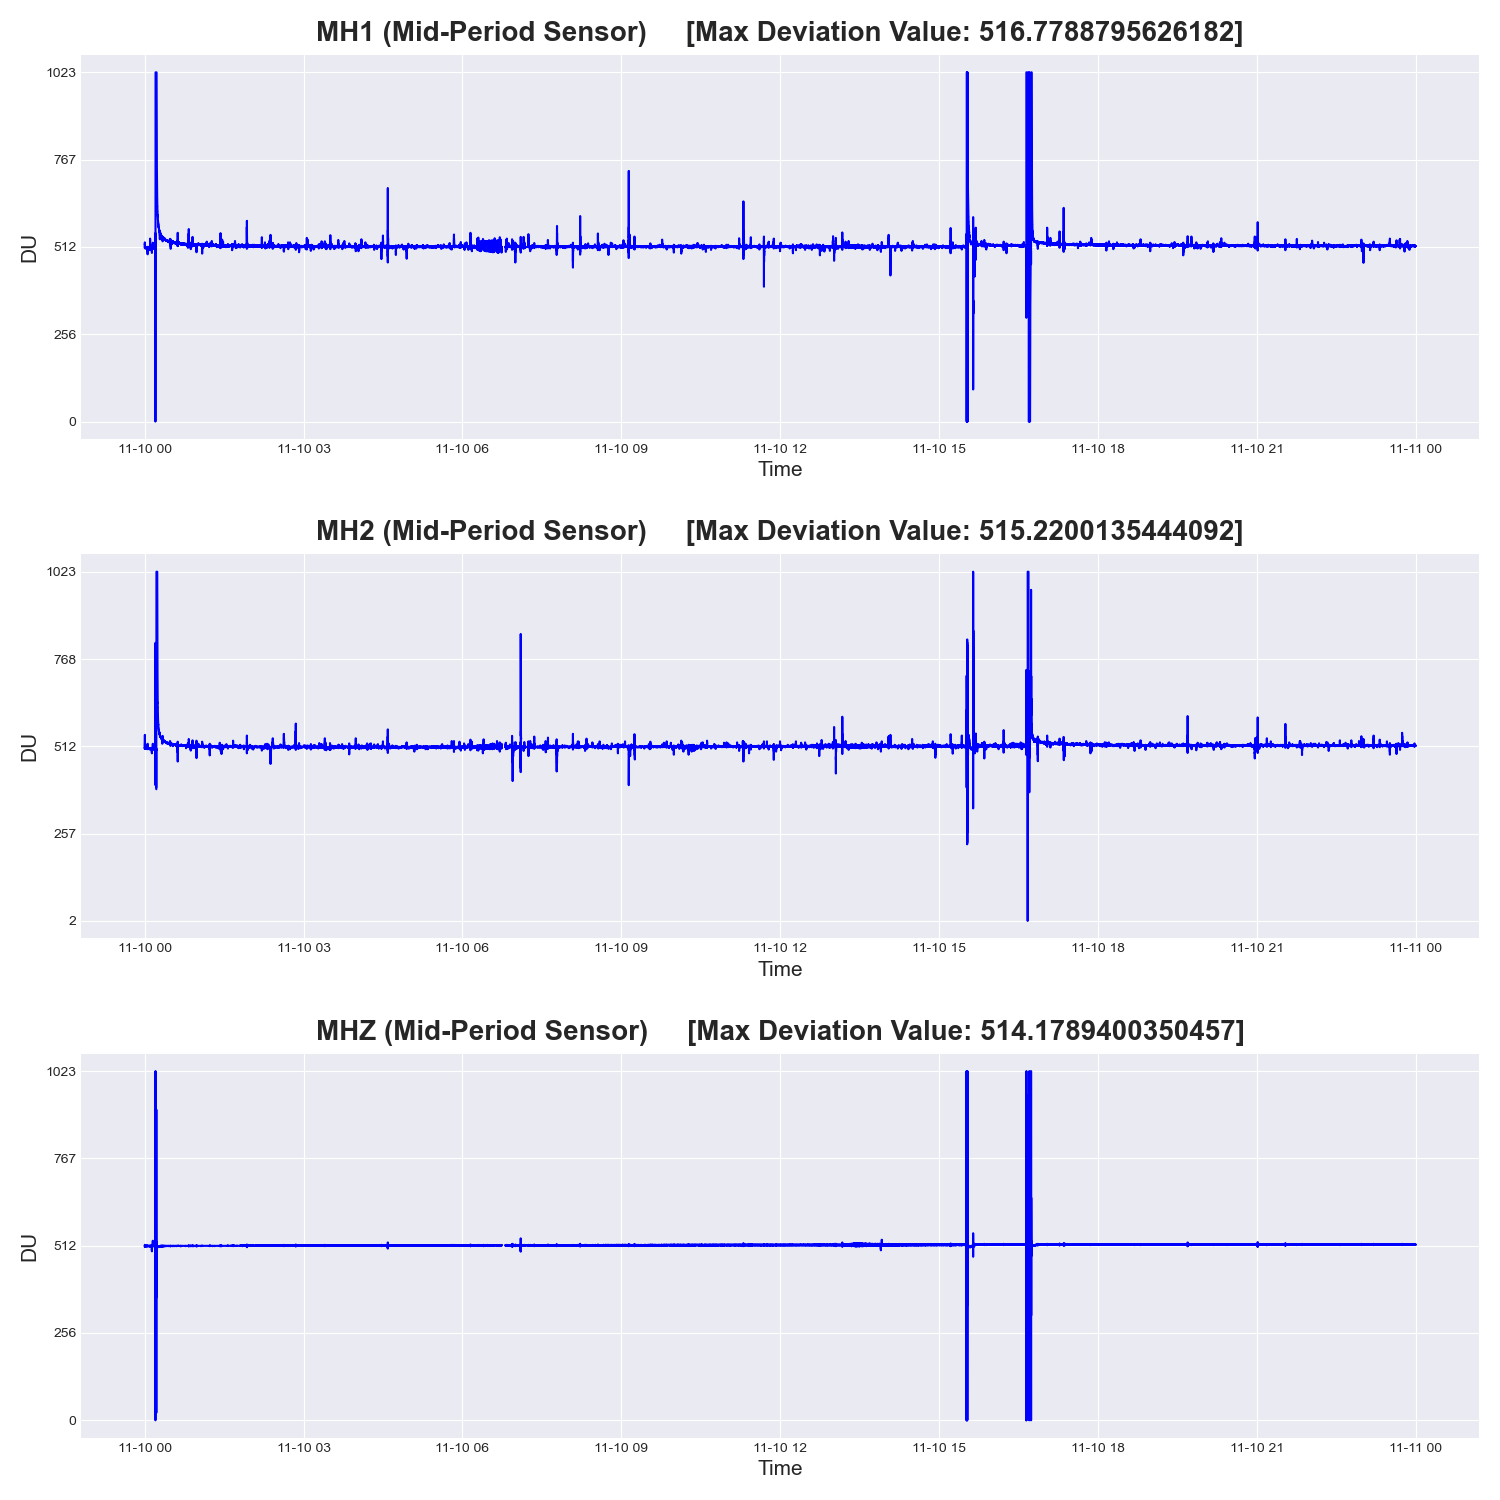 MH1 (Mid-Period Sensor) [Max Deviation Value: 516.7788795626182]
1023
767
512
256
0
DU
11-10 00 11-10 03 11-10 06 11-10 09 11-10 12 11-10 15 11-10 18 11-10 21 11-11 00
Time
MH2 (Mid-Period Sensor) [Max Deviation Value: 515.2200135444092]
1023
768
512
257
2
DU
11-10 00 11-10 03 11-10 06 11-10 09 11-10 12 11-10 15 11-10 18 11-10 21 11-11 00
Time
MHZ (Mid-Period Sensor) [Max Deviation Value: 514.1789400350457]
1023
767
512
256
0
DU
11-10 00 11-10 03 11-10 06 11-10 09 11-10 12 11-10 15 11-10 18 11-10 21 11-11 00
Time